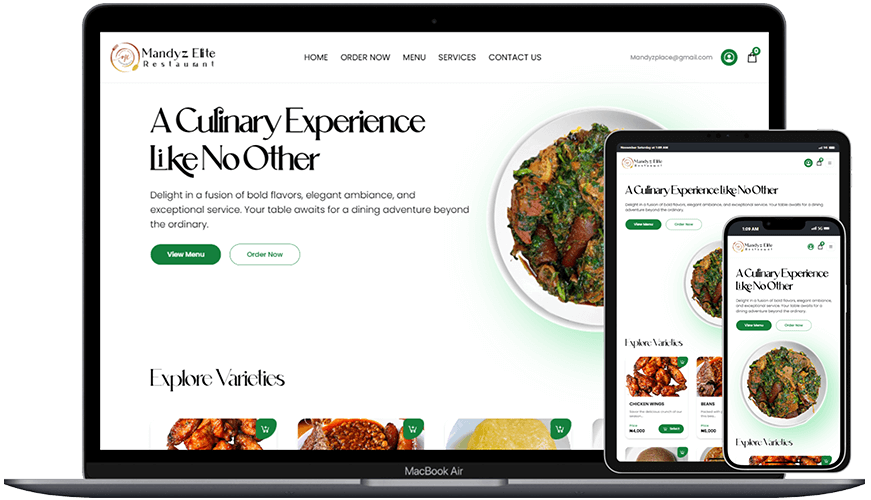 Mandyz Elite
Restaurant
HOME ORDER NOW MENU SERVICES CONTACT US
Mandyzplace@gmail.com
0
A Culinary Experience
Like No Other
Delight in a fusion of bold flavors, elegant ambiance, and
exceptional service. Your table awaits for a dining adventure beyond
the ordinary.
View Menu Order Now
Explore Varieties
MacBook Air
Mandyz Elite
Restaurant
A Culinary Experience Like No Other
Delight in a fusion of bold flavors, elegant ambiance, and exceptional service. Your table awaits for a dining
adventure beyond the ordinary.
View Menu Order Now
Explore Varieties
CHICKEN WINGS BEANS
Price
₦4,000 Select
₦6,000
1:09 AM 5G
Mandyz Elite
Restaurant
A Culinary Experience
Like No Other
Delight in a fusion of bold flavors, elegant ambiance,
and exceptional service. Your table awaits for a dining
adventure beyond the ordinary.
View Menu Order Now
Explore Varieties